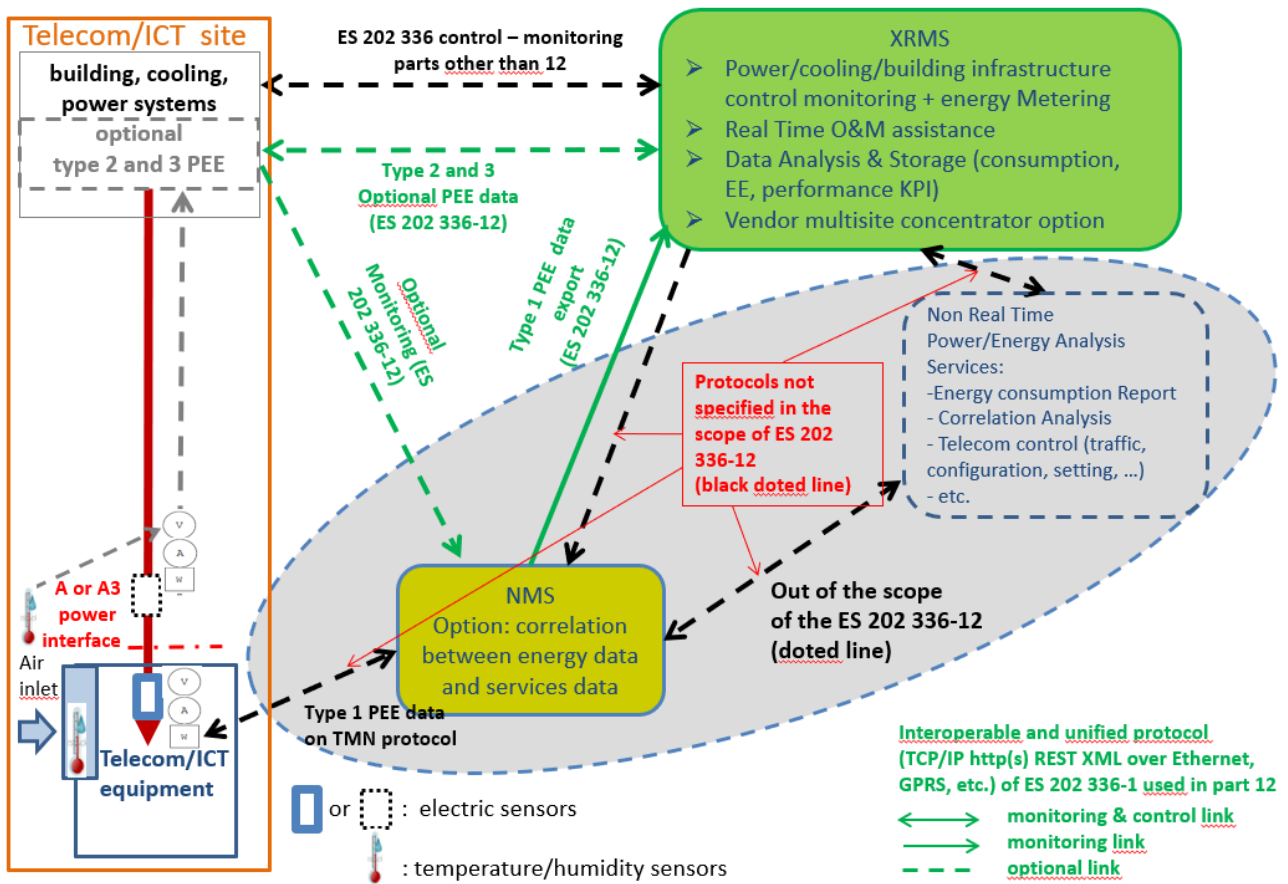 Telecom/ICT site
building, cooling,
power systems
optional
type 2 and 3 PEE
ES 202 336 control – monitoring
parts other than 12
XRMS
➤ Power/cooling/building infrastructure
control monitoring + energy Metering
➤ Real Time O&M assistance
➤ Data Analysis & Storage (consumption,
EE, performance KPI)
➤ Vendor multisite concentrator option
Type 2 and 3
Optional PEE data
(ES 202 336-12)
Optional
Monitoring (ES
202 336-12)
Type 1 PEE data
export
(ES 202 336-12)
Non Real Time
Power/Energy Analysis
Services:
-Energy consumption Report
- Correlation Analysis
- Telecom control (traffic,
configuration, setting, …)
- etc.
Protocols not
specified in the
scope of ES 202
336-12
(black doted line)
V
A
W
A or A3
power
interface
NMS
Option: correlation
between energy data
and services data
Out of the scope
of the ES 202 336-12
(doted line)
Air
inlet
V
A
W
Telecom/ICT
equipment
Type 1 PEE data
on TMN protocol
or : electric sensors
: temperature/humidity sensors
Interoperable and unified protocol
(TCP/IP http(s) REST XML over Ethernet,
GPRS, etc.) of ES 202 336-1 used in part 12
monitoring & control link
monitoring link
optional link